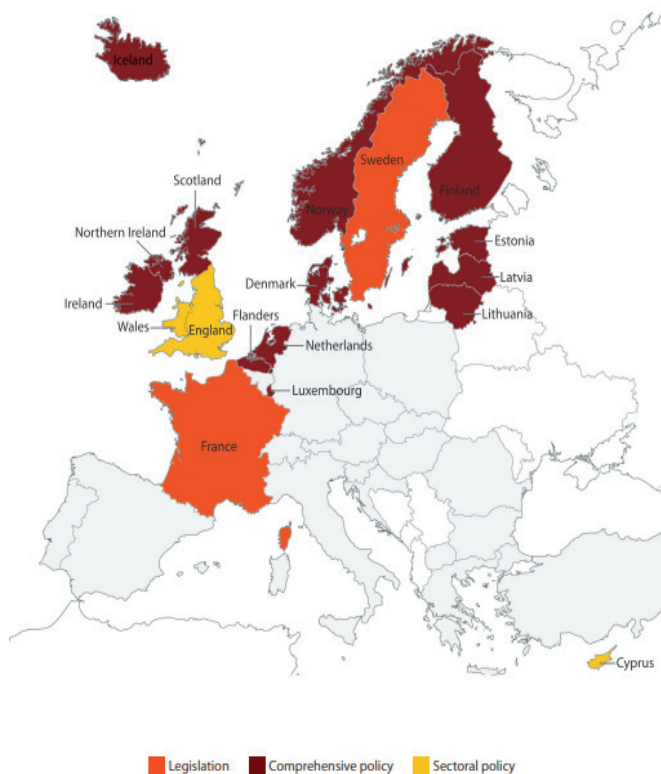 Iceland
Sweden
Scotland
Finland
Norway
Northern Ireland
Estonia
Latvia
Denmark
Ireland
Flanders
Lithuania
Wales
England
Netherlands
Luxembourg
France
Cyprus
Legislation
Comprehensive policy
Sectoral policy